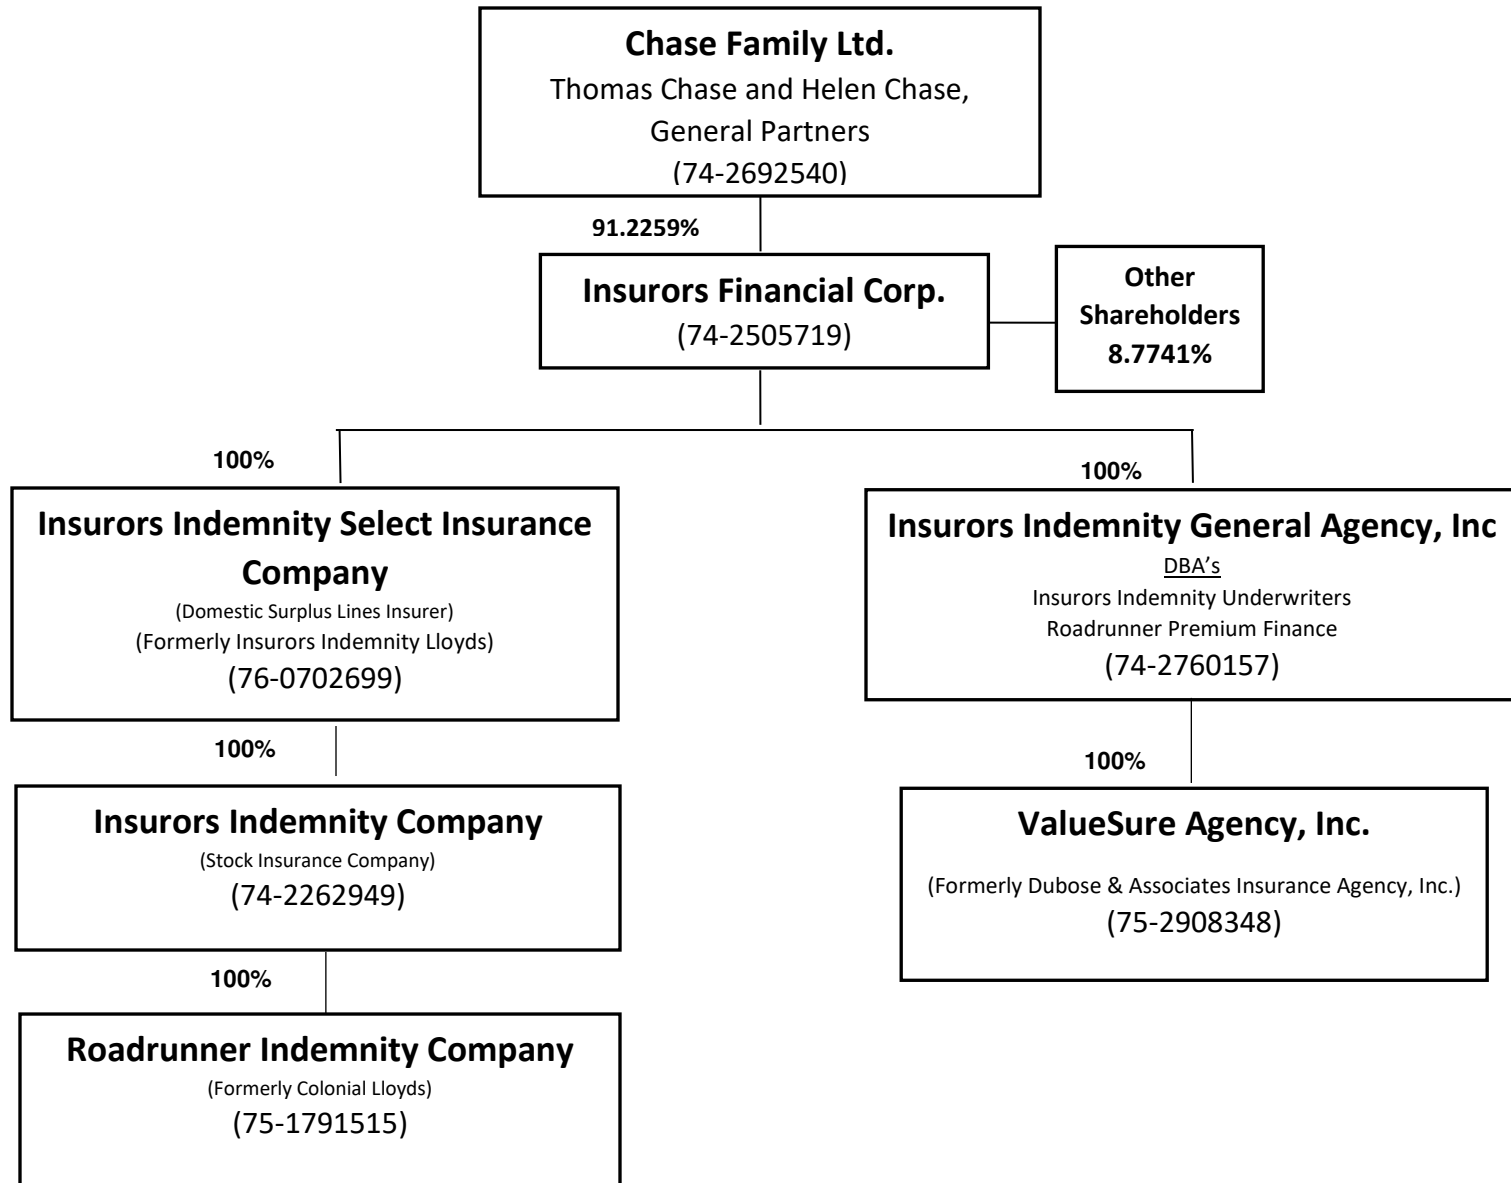 Chase Family Ltd.
Thomas Chase and Helen Chase,
General Partners
(74-2692540)
91.2259%
Insurors Financial Corp.
(74-2505719)
Other
Shareholders
8.7741%
100%
Insurors Indemnity Select Insurance
Company
(Domestic Surplus Lines Insurer)
(Formerly Insurors Indemnity Lloyds)
(76-0702699)
100%
Insurors Indemnity General Agency, Inc
DBA’s
Insurors Indemnity Underwriters
Roadrunner Premium Finance
(74-2760157)
100%
Insurors Indemnity Company
(Stock Insurance Company)
(74-2262949)
100%
ValueSure Agency, Inc.
(Formerly Dubose & Associates Insurance Agency, Inc.)
(75-2908348)
100%
Roadrunner Indemnity Company
(Formerly Colonial Lloyds)
(75-1791515)